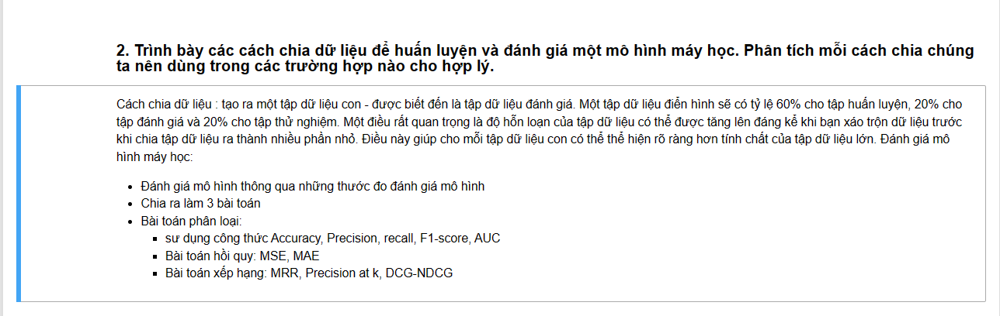 2. Trình bày các cách chia dữ liệu để huấn luyện và đánh giá một mô hình máy học. Phân tích mỗi cách chia chúng
ta nên dùng trong các trường hợp nào cho hợp lý.
Cách chia dữ liệu : tạo ra một tập dữ liệu con - được biết đến là tập dữ liệu đánh giá. Một tập dữ liệu điển hình sẽ có tỷ lệ 60% cho tập huấn luyện, 20% cho
tập đánh giá và 20% cho tập thử nghiệm. Một điều rất quan trọng là độ hỗn loạn của tập dữ liệu có thể được tăng lên đáng kể khi bạn xáo trộn dữ liệu trước
khi chia tập dữ liệu ra thành nhiều phần nhỏ. Điều này giúp cho mỗi tập dữ liệu con có thể thể hiện rõ ràng hơn tính chất của tập dữ liệu lớn. Đánh giá mô
hình máy học:
• Đánh giá mô hình thông qua những thước đo đánh giá mô hình
• Chia ra làm 3 bài toán
• Bài toán phân loại:
▪ sư dụng công thức Accuracy, Precision, recall, F1-score, AUC
▪ Bài toán hồi quy: MSE, MAE
▪ Bài toán xếp hạng: MRR, Precision at k, DCG-NDCG